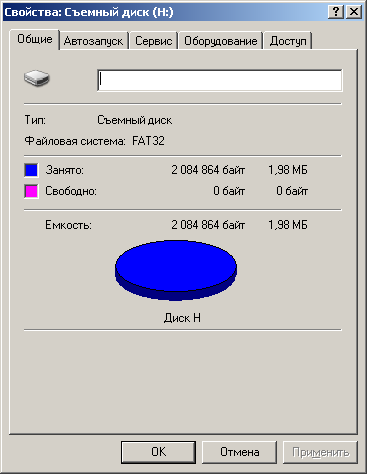 Свойства: Съемный диск (H:)
Общие Автозапуск Сервис Оборудование Доступ
Тип: Съемный диск
Файловая система: FAT32
Занято: 2 084 864 байт 1,98 МБ
Свободно: 0 байт 0 байт
Емкость: 2 084 864 байт 1,98 МБ
Диск H
OK Отмена Применить